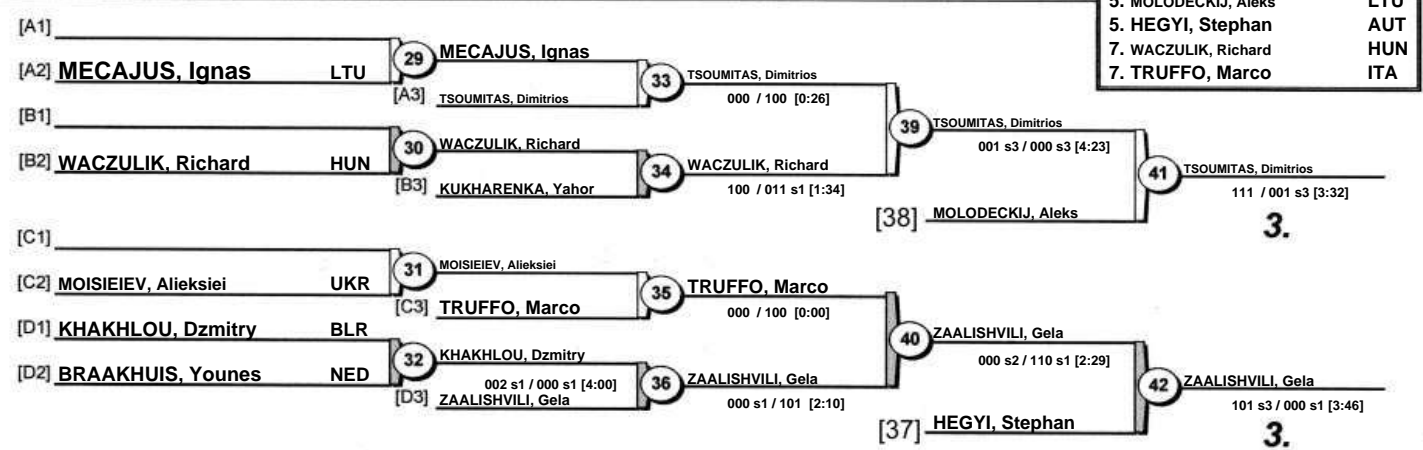 5. MOLODECKIJ, Aleks LTU
5. HEGYI, Stephan AUT
7. WACZULIK, Richard HUN
7. TRUFFO, Marco ITA
[A1]
[A2] MECAJUS, Ignas LTU
29 MECAJUS, Ignas
[A3] TSOUMITAS, Dimitrios
33 TSOUMITAS, Dimitrios
000 / 100 [0:26]
[B1]
[B2] WACZULIK, Richard HUN
30 WACZULIK, Richard
[B3] KUKHARENKA, Yahor
34 WACZULIK, Richard
100 / 011 s1 [1:34]
39 TSOUMITAS, Dimitrios
001 s3 / 000 s3 [4:23]
[38] MOLODECKIJ, Aleks
41 TSOUMITAS, Dimitrios
111 / 001 s3 [3:32]
3.
[C1]
[C2] MOISIEIEV, Alieksiei UKR
31 MOISIEIEV, Alieksiei
[C3] TRUFFO, Marco
35 TRUFFO, Marco
000 / 100 [0:00]
[D1] KHAKHLOU, Dzmitry BLR
[D2] BRAAKHUIS, Younes NED
32 KHAKHLOU, Dzmitry
002 s1 / 000 s1 [4:00]
[D3] ZAALISHVILI, Gela
36 ZAALISHVILI, Gela
000 s1 / 101 [2:10]
40 ZAALISHVILI, Gela
000 s2 / 110 s1 [2:29]
[37] HEGYI, Stephan
42 ZAALISHVILI, Gela
101 s3 / 000 s1 [3:46]
3.